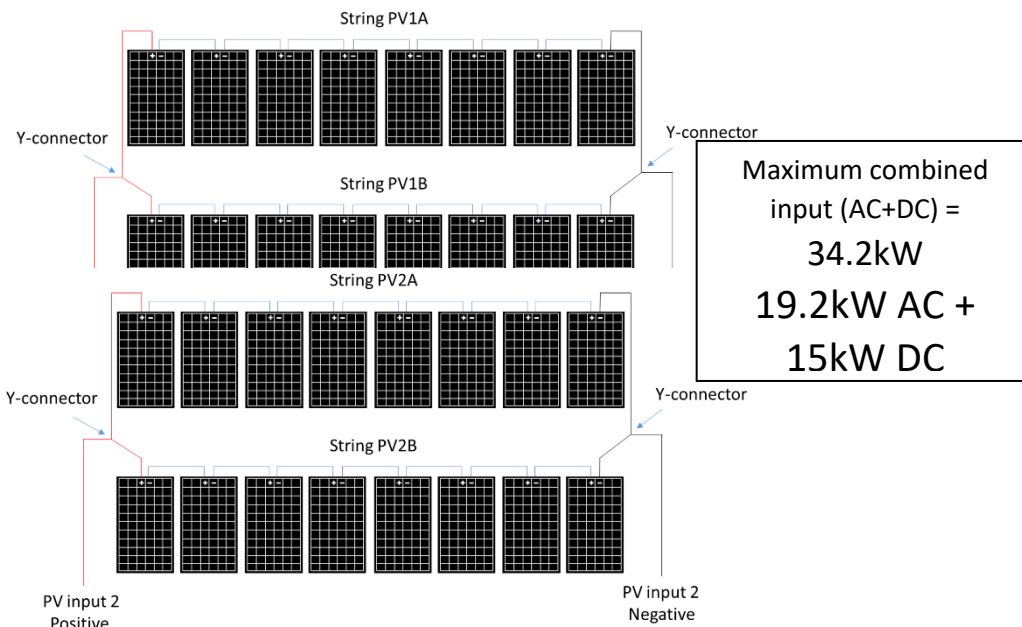 String PV1A
Y-connector
Y-connector
String PV1B
Maximum combined
input (AC+DC) =
34.2kW
19.2kW AC +
15kW DC
String PV2A
Y-connector
Y-connector
String PV2B
PV input 2
Positive
PV input 2
Negative